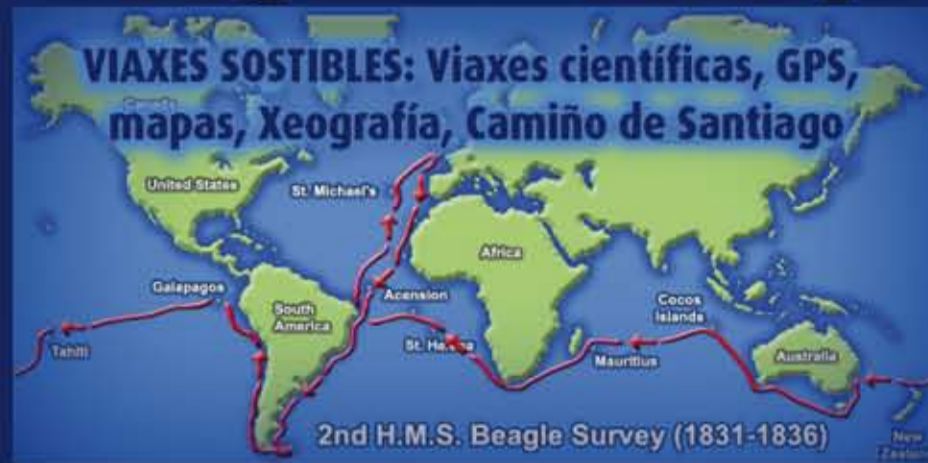 VIAXES SOSTIBLES: Viaxes científicas, GPS,
mapas, Xeografía, Camiño de Santiago
Canada
United States
St. Michael's
Africa
Galapagos
South
America
Acension
Cocos
Islands
Tahiti
St. Helena
Mauritius
Australia
2nd H.M.S. Beagle Survey (1831-1836)
New
Zealand